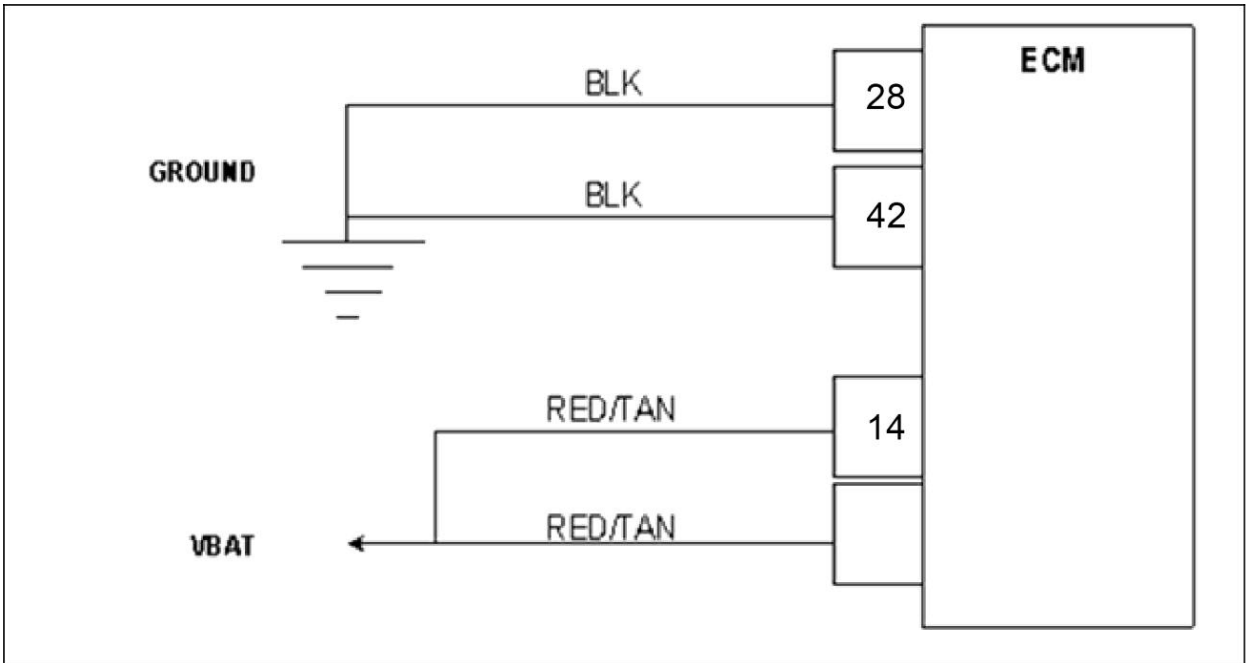 ECM
BLK
28
GROUND
BLK
42
RED/TAN
14
VBAT
RED/TAN